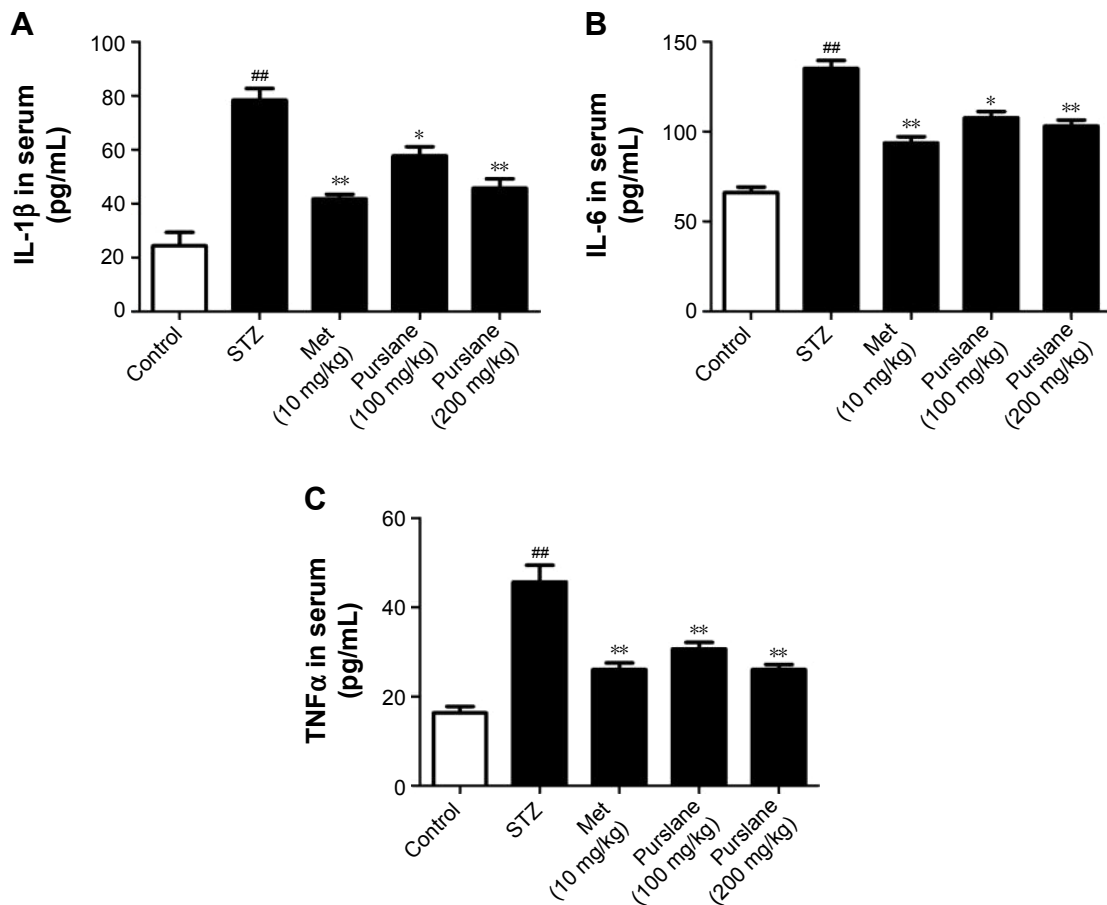 A
IL-1β in serum
(pg/mL)
100
80
60
40
20
0
##
**
*
**
Control
STZ
Met
(10 mg/kg)
Purslane
(100 mg/kg)
Purslane
(200 mg/kg)
B
IL-6 in serum
(pg/mL)
150
100
50
0
##
**
*
**
Control
STZ
Met
(10 mg/kg)
Purslane
(100 mg/kg)
Purslane
(200 mg/kg)
C
TNFα in serum
(pg/mL)
60
40
20
0
##
**
**
**
Control
STZ
Met
(10 mg/kg)
Purslane
(100 mg/kg)
Purslane
(200 mg/kg)